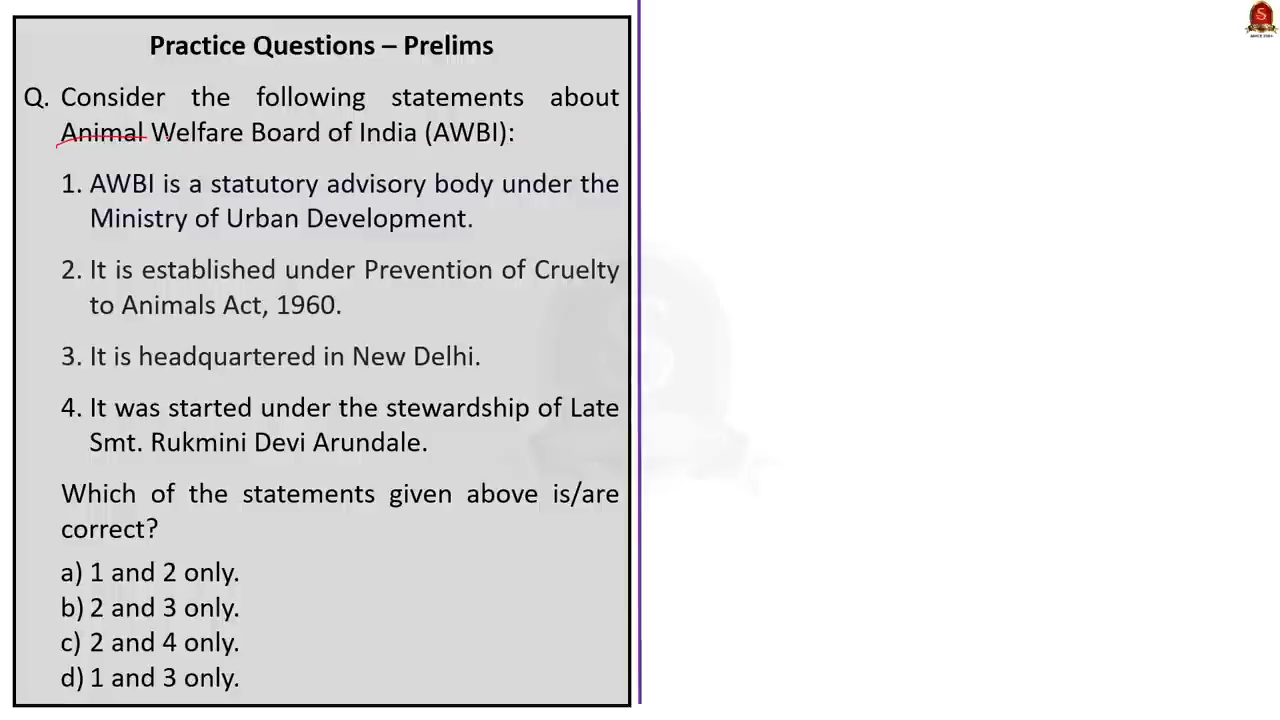 Practice Questions – Prelims
Q. Consider the following statements about
Animal Welfare Board of India (AWBI):
1. AWBI is a statutory advisory body under the
Ministry of Urban Development.
2. It is established under Prevention of Cruelty
to Animals Act, 1960.
3. It is headquartered in New Delhi.
4. It was started under the stewardship of Late
Smt. Rukmini Devi Arundale.
Which of the statements given above is/are
correct?
a) 1 and 2 only.
b) 2 and 3 only.
c) 2 and 4 only.
d) 1 and 3 only.
S